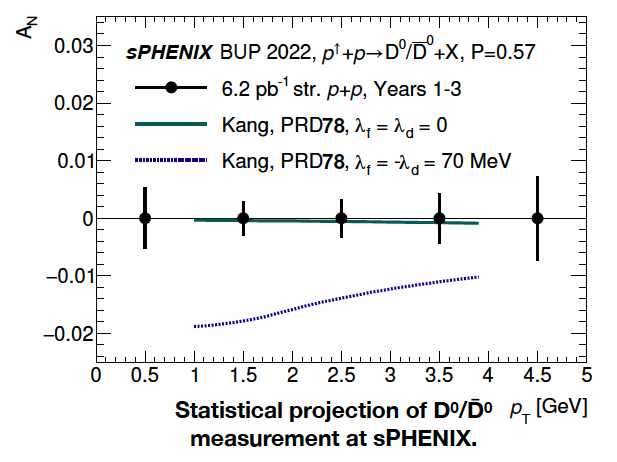 A_N
0.03
sPHENIX BUP 2022, p↑+p→D⁰/D̅⁰+X, P=0.57
6.2 pb⁻¹ str. p+p, Years 1-3
0.02
Kang, PRD78, λ_f = λ_d = 0
0.01
Kang, PRD78, λ_f = -λ_d = 70 MeV
0
−0.01
−0.02
0 0.5 1 1.5 2 2.5 3 3.5 4 4.5 5
Statistical projection of D⁰/D̅⁰ p_T [GeV]
measurement at sPHENIX.